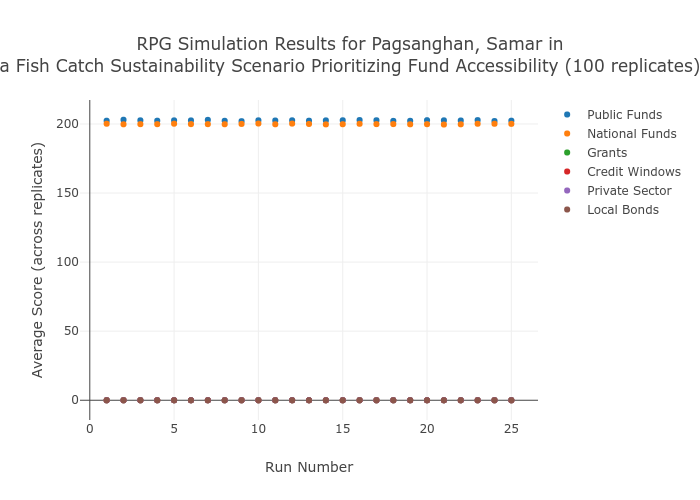 RPG Simulation Results for Pagsanghan, Samar in
a Fish Catch Sustainability Scenario Prioritizing Fund Accessibility (100 replicates)
Average Score (across replicates)
200
150
100
50
0
0 5 10 15 20 25
Run Number
Public Funds
National Funds
Grants
Credit Windows
Private Sector
Local Bonds